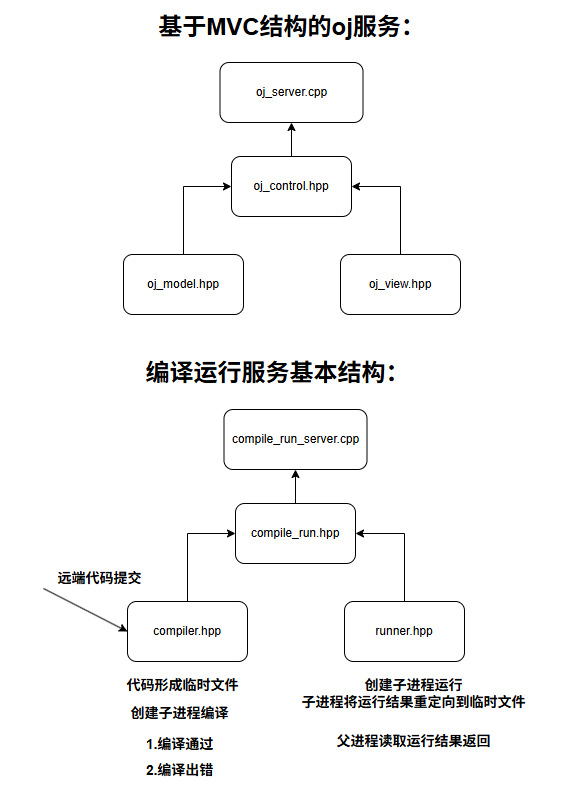 基于MVC结构的oj服务：
oj_server.cpp
oj_control.hpp
oj_model.hpp
oj_view.hpp
编译运行服务基本结构：
compile_run_server.cpp
compile_run.hpp
远端代码提交
compiler.hpp
runner.hpp
代码形成临时文件
创建子进程编译
1.编译通过
2.编译出错
创建子进程运行
子进程将运行结果重定向到临时文件
父进程读取运行结果返回